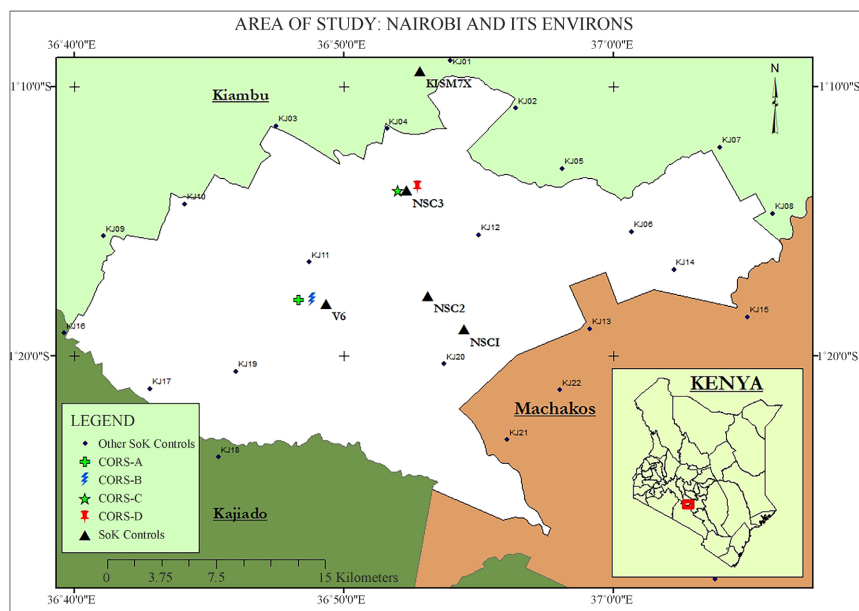 AREA OF STUDY: NAIROBI AND ITS ENVIRONS
36°40'0"E 36°50'0"E 37°0'0"E
KJ01
KISM7X
N
1°10'0"S 1°10'0"S
Kiambu
KJ02
KJ03
KJ04
KJ07
KJ05
NSC3
KJ10
KJ08
KJ09
KJ12
KJ06
KJ11
KJ14
NSC2
V6
KJ15
KJ16
KJ13
NSC1
1°20'0"S 1°20'0"S
KJ20
KJ19
KENYA
KJ17
KJ22
Machakos
LEGEND
Other SoK Controls
CORS-A
CORS-B
CORS-C
CORS-D
SoK Controls
KJ21
KJ18
Kajiado
0 3.75 7.5 15 Kilometers
36°40'0"E 36°50'0"E 37°0'0"E